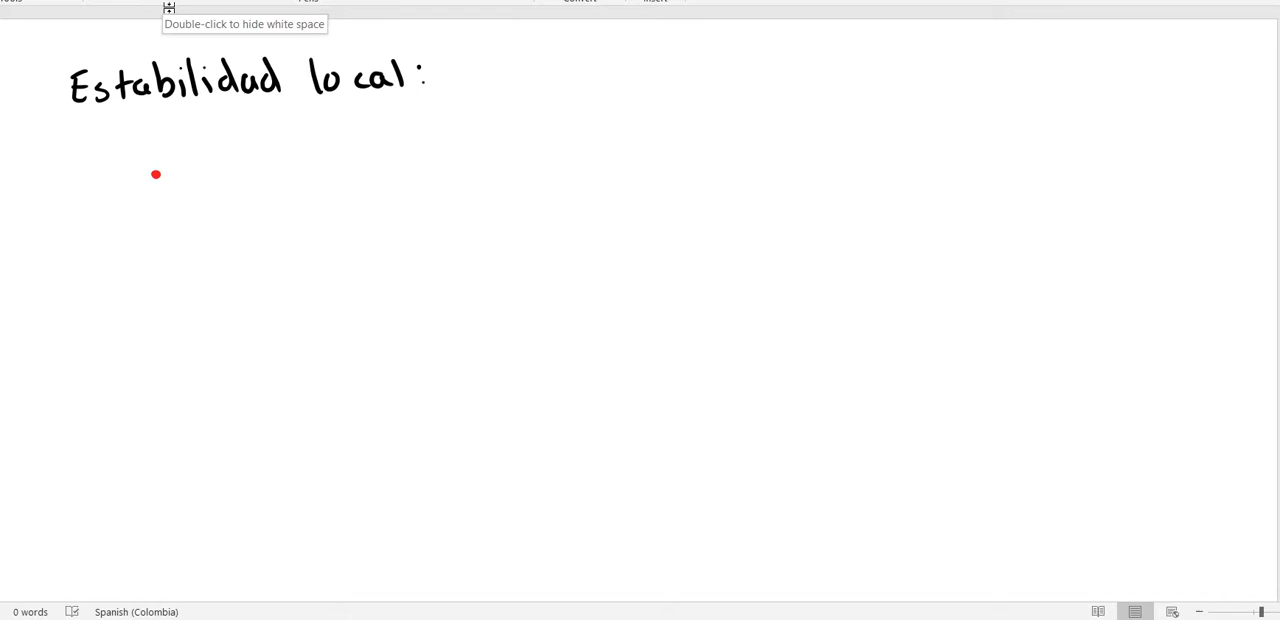 Double-click to hide white space
Estabilidad local:
0 words
Spanish (Colombia)